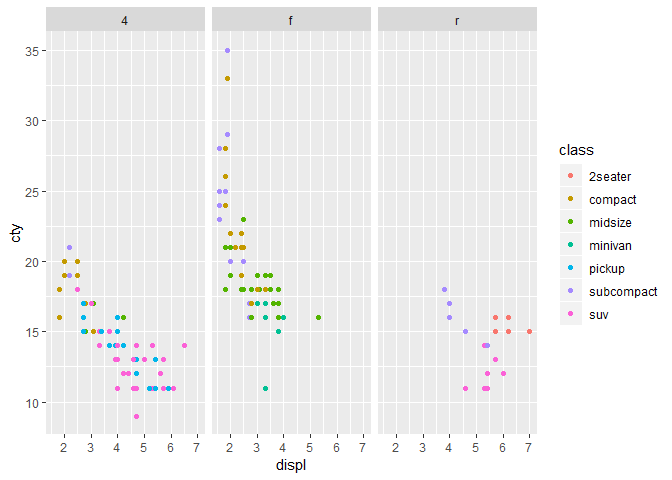 4 f r
35
30
25
20
15
10
cty
2 3 4 5 6 7 2 3 4 5 6 7 2 3 4 5 6 7
displ
class
2seater
compact
midsize
minivan
pickup
subcompact
suv